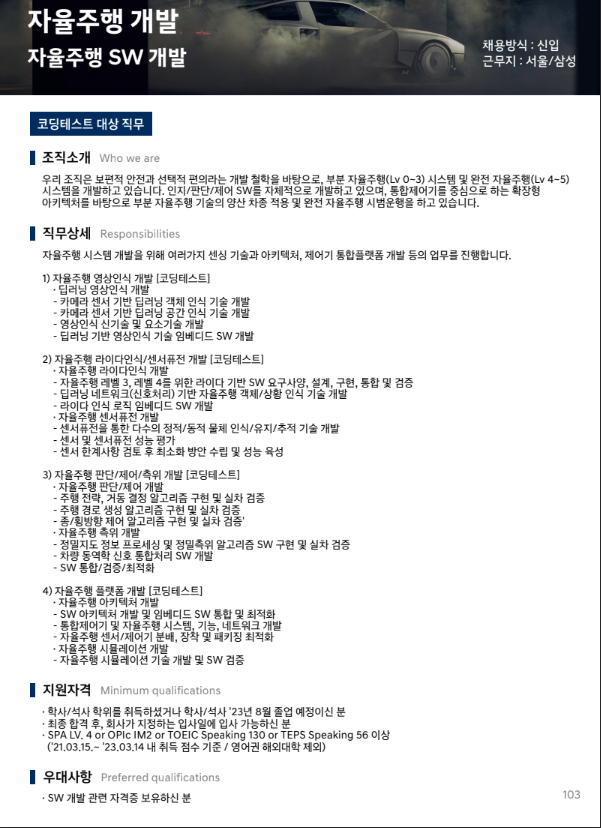 자율주행 개발
자율주행 SW 개발
채용방식 : 신입
근무지 : 서울/삼성
코딩테스트 대상 직무
조직소개 Who we are
우리 조직은 보편적 안전과 선택적 편의라는 개발 철학을 바탕으로, 부분 자율주행(Lv 0~3) 시스템 및 완전 자율주행(Lv 4~5)
시스템을 개발하고 있습니다. 인지/판단/제어 SW를 자체적으로 개발하고 있으며, 통합제어기를 중심으로 하는 확장형
아키텍처를 바탕으로 부분 자율주행 기술의 양산 차종 적용 및 완전 자율주행 시범운행을 하고 있습니다.
직무상세 Responsibilities
자율주행 시스템 개발을 위해 여러가지 센싱 기술과 아키텍처, 제어기 통합플랫폼 개발 등의 업무를 진행합니다.
1) 자율주행 영상인식 개발 [코딩테스트]
· 딥러닝 영상인식 개발
- 카메라 센서 기반 딥러닝 객체 인식 기술 개발
- 카메라 센서 기반 딥러닝 공간 인식 기술 개발
- 영상인식 신기술 및 요소기술 개발
- 딥러닝 기반 영상인식 기술 임베디드 SW 개발
2) 자율주행 라이다인식/센서퓨전 개발 [코딩테스트]
· 자율주행 라이다인식 개발
- 자율주행 레벨 3, 레벨 4를 위한 라이다 기반 SW 요구사양, 설계, 구현, 통합 및 검증
- 딥러닝 네트워크(신호처리) 기반 자율주행 객체/상황 인식 기술 개발
- 라이다 인식 로직 임베디드 SW 개발
· 자율주행 센서퓨전 개발
- 센서퓨전을 통한 다수의 정적/동적 물체 인식/유지/추적 기술 개발
- 센서 및 센서퓨전 성능 평가
- 센서 한계사항 검토 후 최소화 방안 수립 및 성능 육성
3) 자율주행 판단/제어/측위 개발 [코딩테스트]
· 자율주행 판단/제어 개발
- 주행 전략, 거동 결정 알고리즘 구현 및 실차 검증
- 주행 경로 생성 알고리즘 구현 및 실차 검증
- 종/횡방향 제어 알고리즘 구현 및 실차 검증'
· 자율주행 측위 개발
- 정밀지도 정보 프로세싱 및 정밀측위 알고리즘 SW 구현 및 실차 검증
- 차량 동역학 신호 통합처리 SW 개발
- SW 통합/검증/최적화
4) 자율주행 플랫폼 개발 [코딩테스트]
· 자율주행 아키텍처 개발
- SW 아키텍처 개발 및 임베디드 SW 통합 및 최적화
- 통합제어기 및 자율주행 시스템, 기능, 네트워크 개발
- 자율주행 센서/제어기 분배, 장착 및 패키징 최적화
· 자율주행 시뮬레이션 개발
- 자율주행 시뮬레이션 기술 개발 및 SW 검증
지원자격 Minimum qualifications
· 학사/석사 학위를 취득하셨거나 학사/석사 '23년 8월 졸업 예정이신 분
· 최종 합격 후, 회사가 지정하는 입사일에 입사 가능하신 분
· SPA LV. 4 or OPIc IM2 or TOEIC Speaking 130 or TEPS Speaking 56 이상
('21.03.15.~ '23.03.14 내 취득 점수 기준 / 영어권 해외대학 제외)
우대사항 Preferred qualifications
· SW 개발 관련 자격증 보유하신 분
103